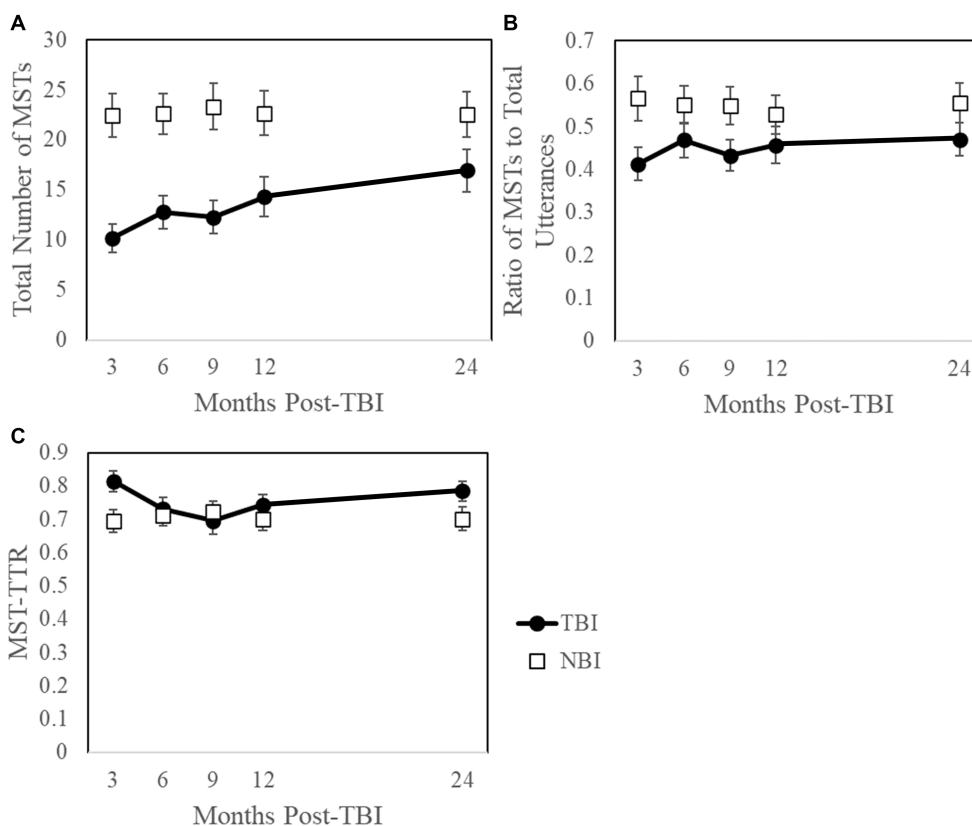 A
Total Number of MSTs
30
25
20
15
10
5
0
3 6 9 12 24
Months Post-TBI
B
Ratio of MSTs to Total
Utterances
0.7
0.6
0.5
0.4
0.3
0.2
0.1
0
3 6 9 12 24
Months Post-TBI
C
MST-TTR
0.9
0.8
0.7
0.6
0.5
0.4
0.3
0.2
0.1
0
3 6 9 12 24
Months Post-TBI
TBI
NBI